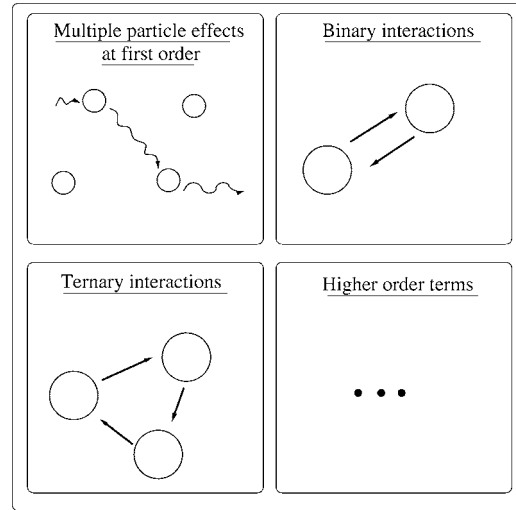 Multiple particle effects
at first order
Binary interactions
Ternary interactions
Higher order terms